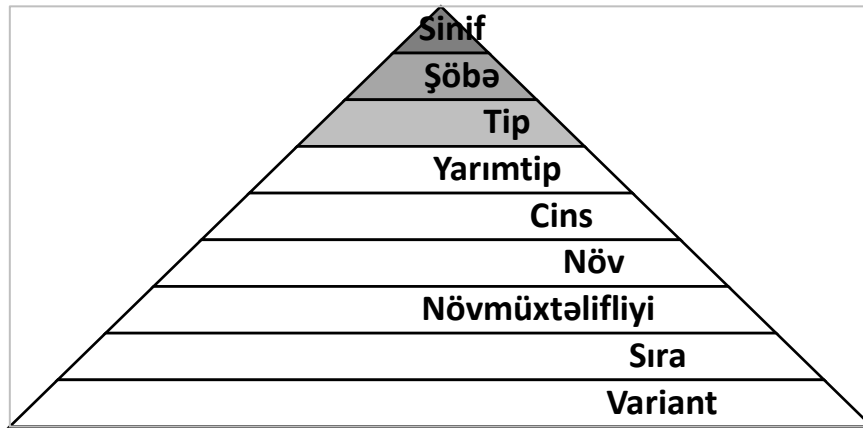 Sinif
Şöbə
Tip
Yarımtip
Cins
Növ
Növmüxtəlifliyi
Sıra
Variant